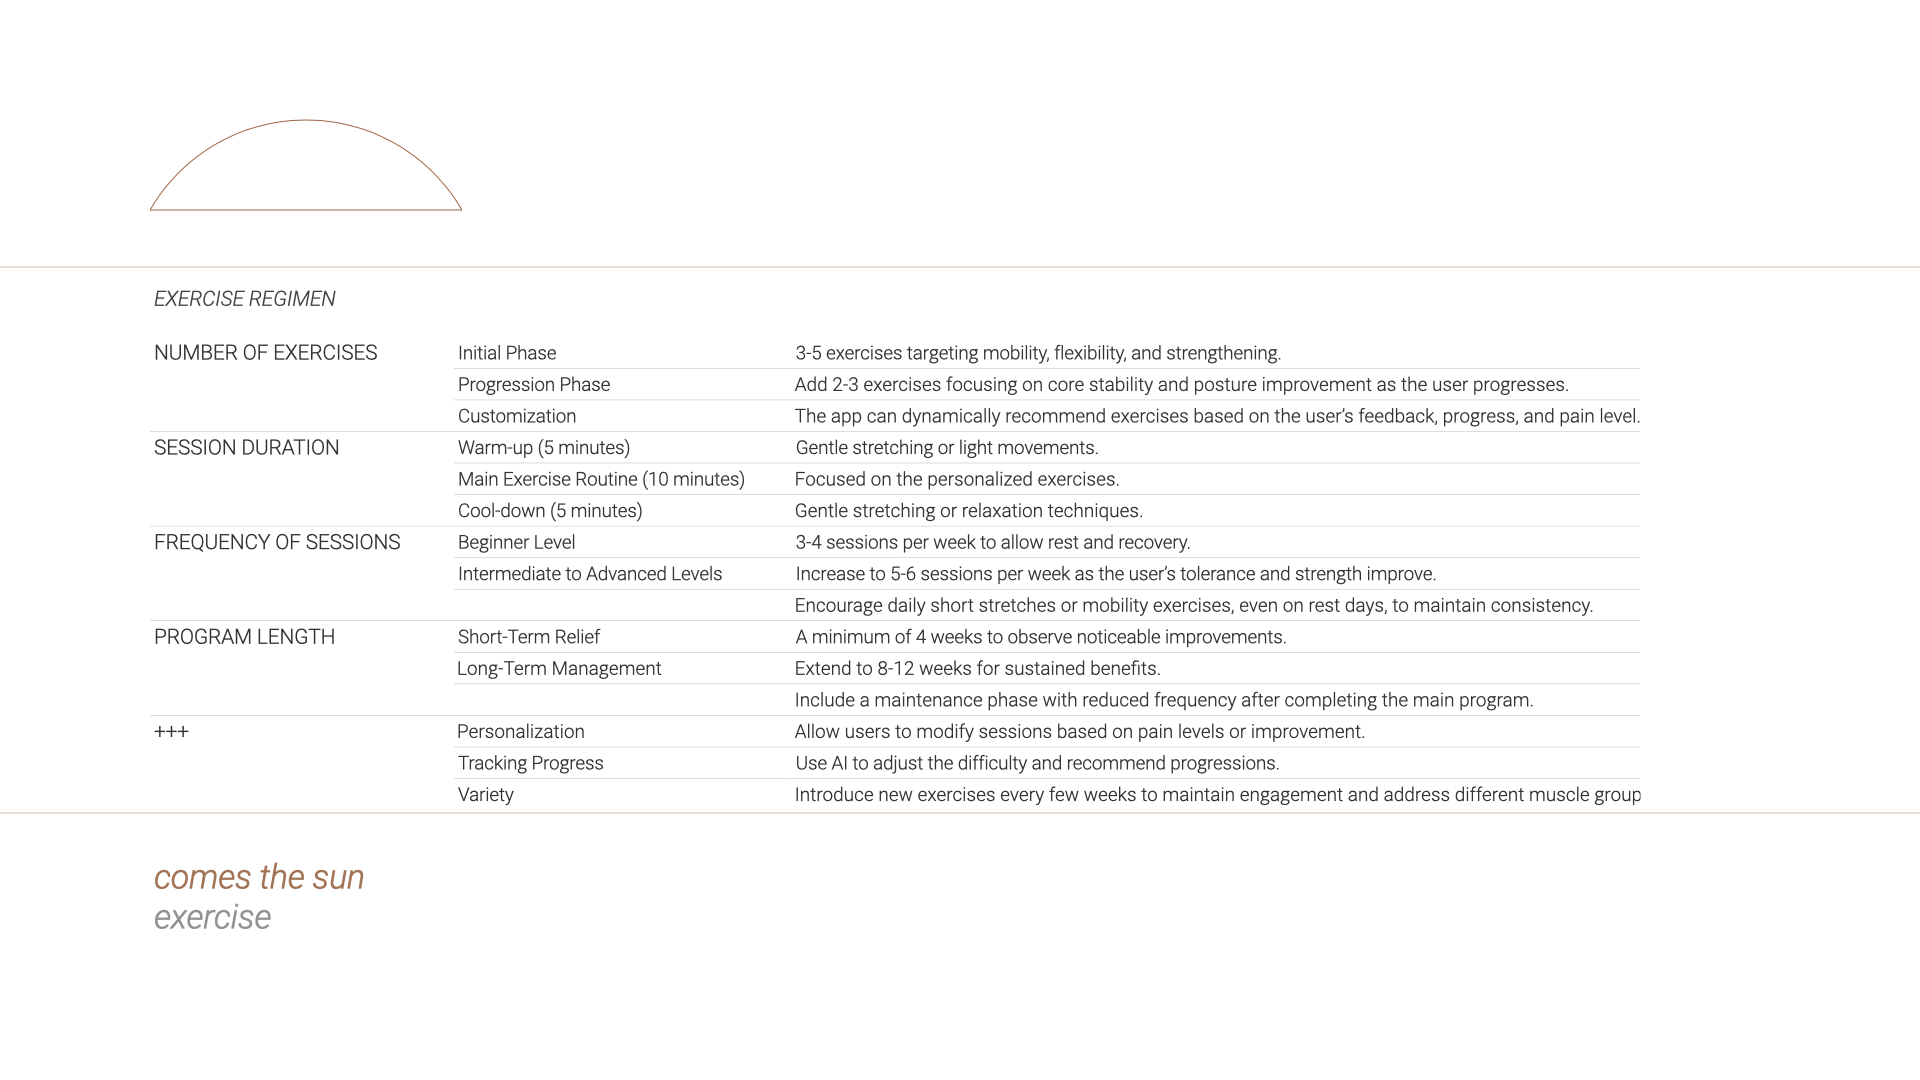 EXERCISE REGIMEN
NUMBER OF EXERCISES Initial Phase 3-5 exercises targeting mobility, flexibility, and strengthening.
Progression Phase Add 2-3 exercises focusing on core stability and posture improvement as the user progresses.
Customization The app can dynamically recommend exercises based on the user’s feedback, progress, and pain level.
SESSION DURATION Warm-up (5 minutes) Gentle stretching or light movements.
Main Exercise Routine (10 minutes) Focused on the personalized exercises.
Cool-down (5 minutes) Gentle stretching or relaxation techniques.
FREQUENCY OF SESSIONS Beginner Level 3-4 sessions per week to allow rest and recovery.
Intermediate to Advanced Levels Increase to 5-6 sessions per week as the user’s tolerance and strength improve.
Encourage daily short stretches or mobility exercises, even on rest days, to maintain consistency.
PROGRAM LENGTH Short-Term Relief A minimum of 4 weeks to observe noticeable improvements.
Long-Term Management Extend to 8-12 weeks for sustained benefits.
Include a maintenance phase with reduced frequency after completing the main program.
+++ Personalization Allow users to modify sessions based on pain levels or improvement.
Tracking Progress Use AI to adjust the difficulty and recommend progressions.
Variety Introduce new exercises every few weeks to maintain engagement and address different muscle group
comes the sun
exercise